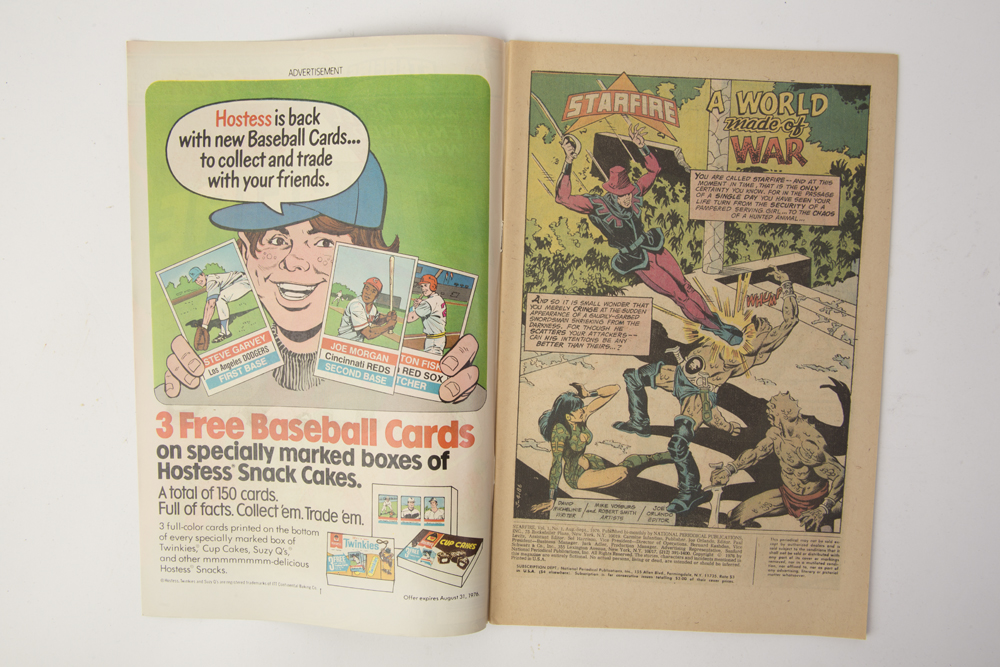 ADVERTISEMENT
Hostess is back
with new Baseball Cards...
to collect and trade
with your friends.
STEVE GARVEY
Los Angeles DODGERS
FIRST BASE
JOE MORGAN
Cincinnati REDS
SECOND BASE
TON FISK
RED SOX
TCHER
3 Free Baseball Cards
on specially marked boxes of
Hostess® Snack Cakes.
A total of 150 cards.
Full of facts. Collect 'em. Trade 'em.
3 full-color cards printed on the bottom
of every specially marked box of
Twinkies,® Cup Cakes, Suzy Q's,®
and other mmmmmmmm-delicious
Hostess® Snacks.
Twinkies
CUP CAKES
Offer expires August 31, 1976.
STARFIRE
A WORLD
made of
WAR
YOU ARE CALLED STARFIRE--AND AT THIS
MOMENT IN TIME, THAT IS THE ONLY
CERTAINTY YOU KNOW. FOR IN THE PASSAGE
OF A SINGLE DAY YOU HAVE SEEN YOUR
LIFE TURN FROM THE SECURITY OF A
PAMPERED SERVING GIRL... TO THE CHAOS
OF A HUNTED ANIMAL...
AND SO IT IS SMALL WONDER THAT
YOU MERELY CRINGE AT THE SUDDEN
APPEARANCE OF A GAUDILY-GARBED
SWORDSMAN SHRIEKING FROM THE
DARKNESS. FOR THOUGH HE
SCATTERS YOUR ATTACKERS--
CAN HIS INTENTIONS BE ANY
BETTER THAN THEIRS...?
DAVID
MICHELINIE
WRITER
MIKE VOSBURG
and ROBERT SMITH
ARTISTS
JOE
ORLANDO
EDITOR